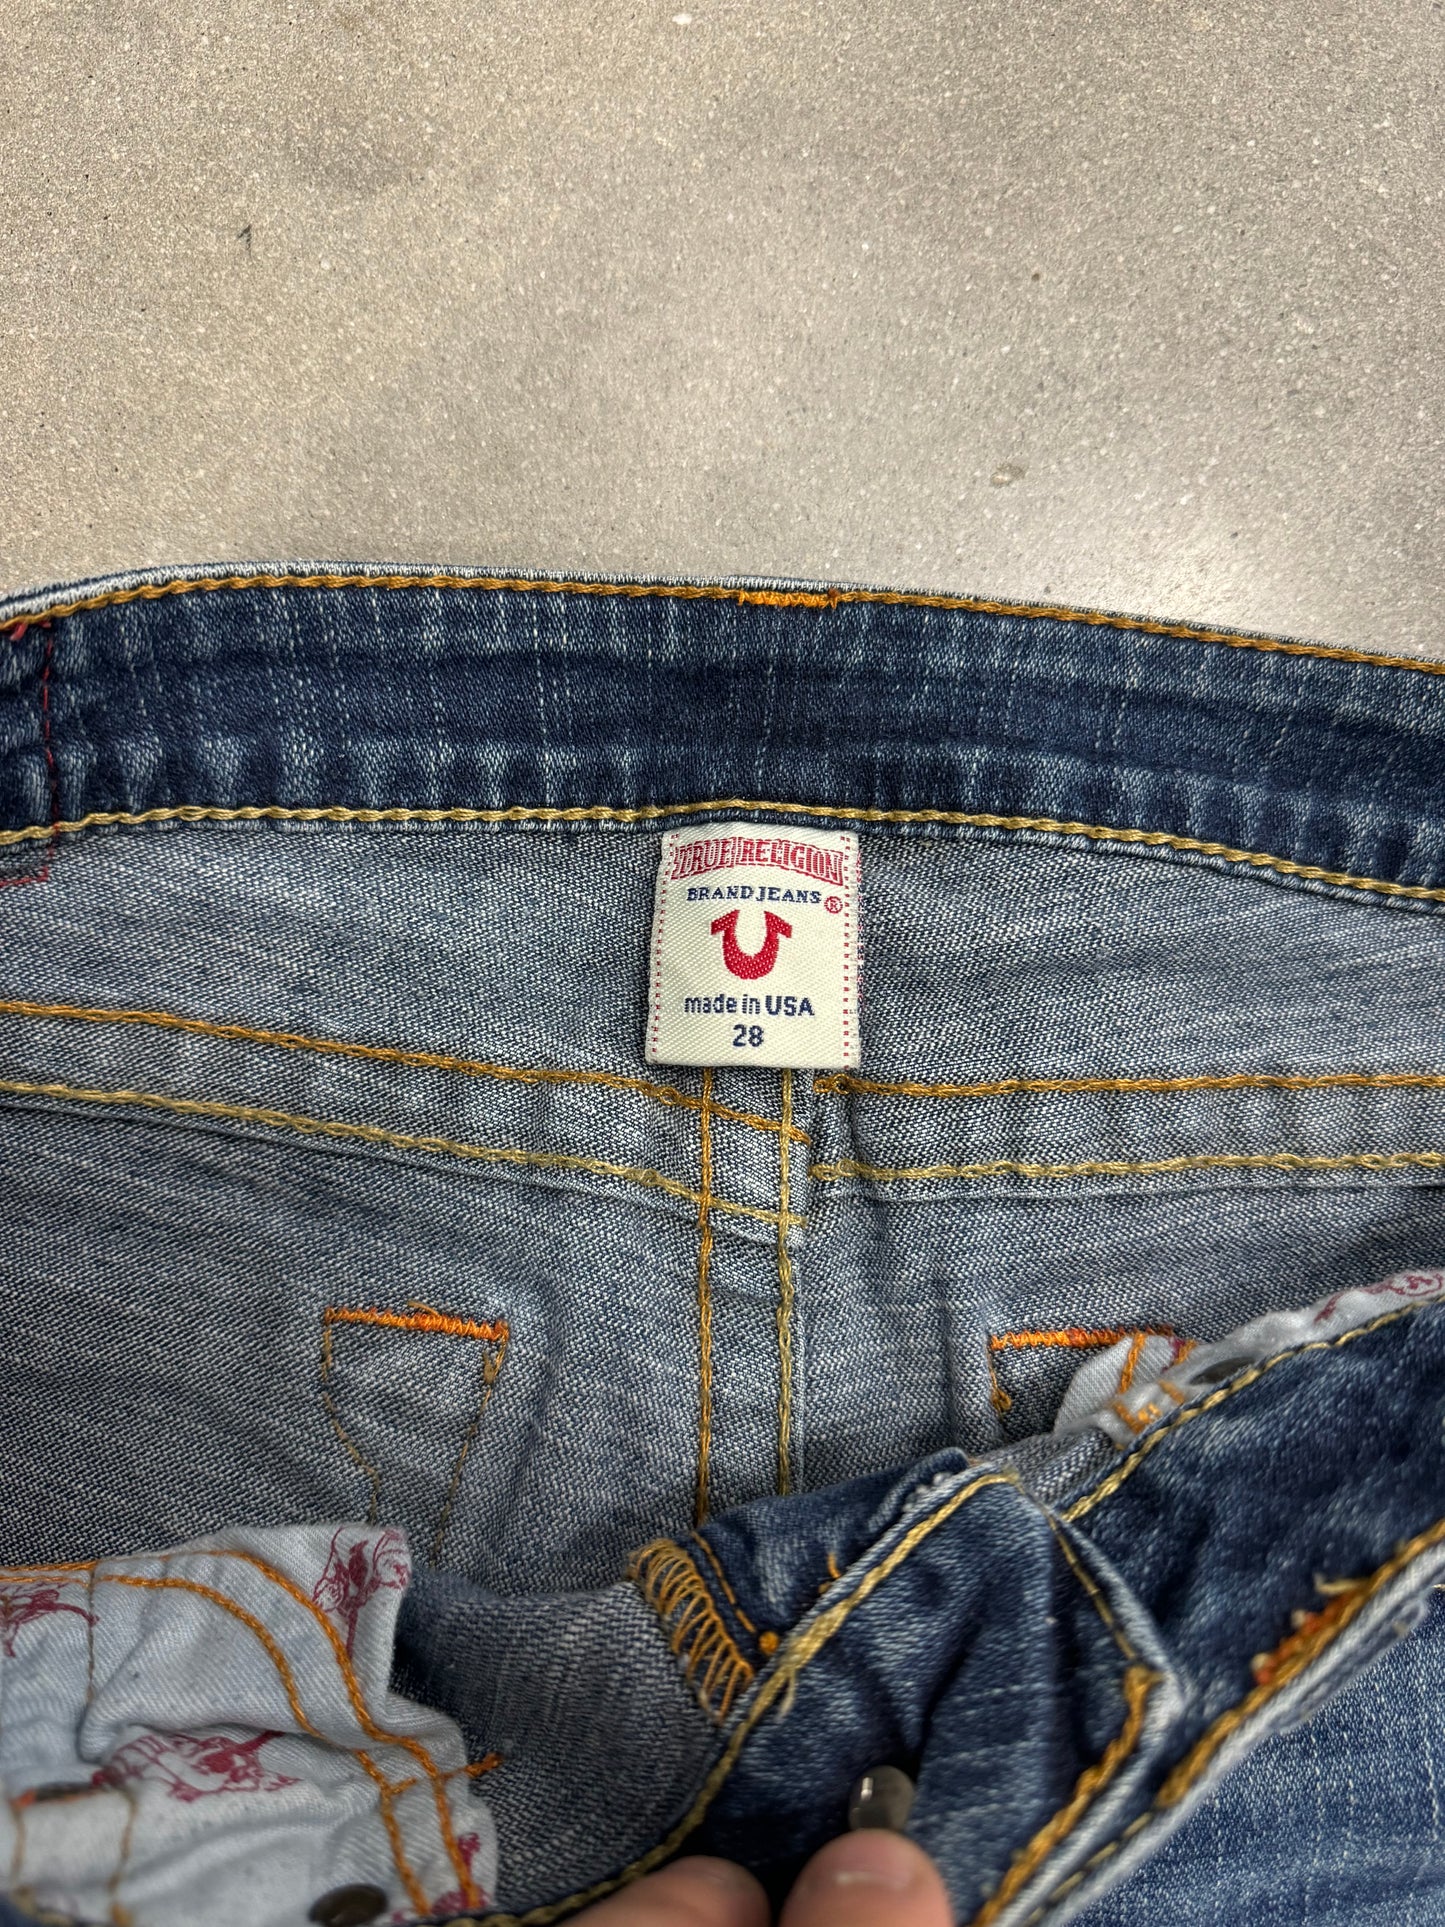 TRUE RELIGION
BRAND JEANS ®
made in USA
28